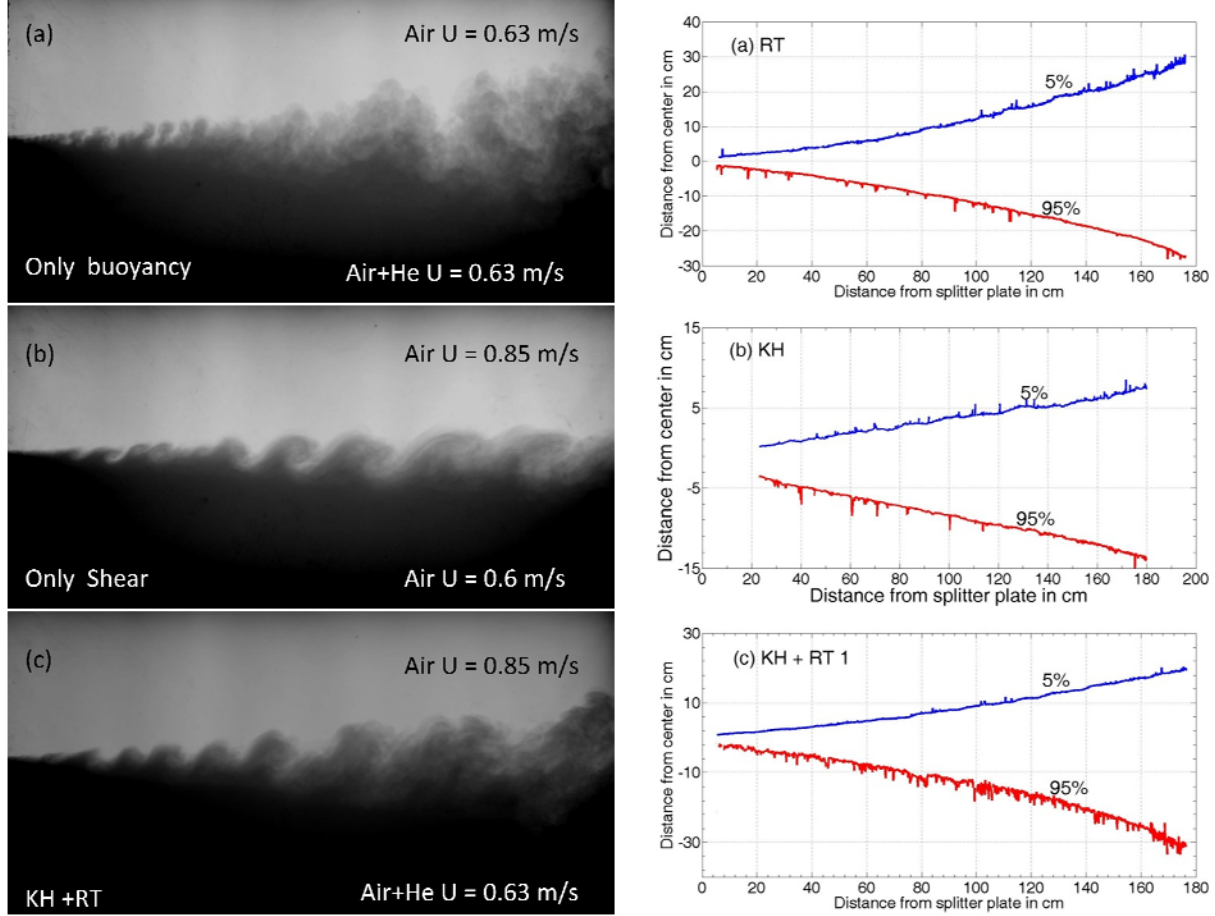 (a)
Air U = 0.63 m/s
Only buoyancy
Air+He U = 0.63 m/s
(b)
Air U = 0.85 m/s
Only Shear
Air U = 0.6 m/s
(c)
Air U = 0.85 m/s
KH +RT
Air+He U = 0.63 m/s
(a) RT
Distance from center in cm
40
30
20
10
0
-10
-20
-30
5%
95%
0 20 40 60 80 100 120 140 160 180
Distance from splitter plate in cm
(b) KH
Distance from center in cm
15
5
-5
-15
5%
95%
0 20 40 60 80 100 120 140 160 180 200
Distance from splitter plate in cm
(c) KH + RT 1
Distance from center in cm
30
10
-10
-30
5%
95%
0 20 40 60 80 100 120 140 160 180
Distance from splitter plate in cm